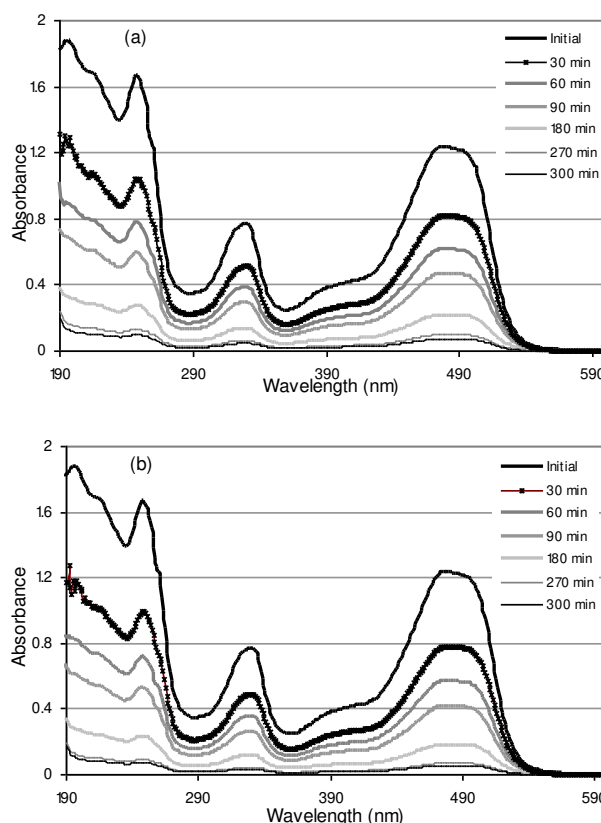 2
(a)
Initial
1.6
30 min
60 min
90 min
1.2
180 min
270 min
300 min
Absorbance
0.8
0.4
0
190
290
390
490
590
Wavelength (nm)
2
(b)
Initial
1.6
30 min
60 min
90 min
1.2
180 min
270 min
300 min
Absorbance
0.8
0.4
0
190
290
390
490
590
Wavelength (nm)